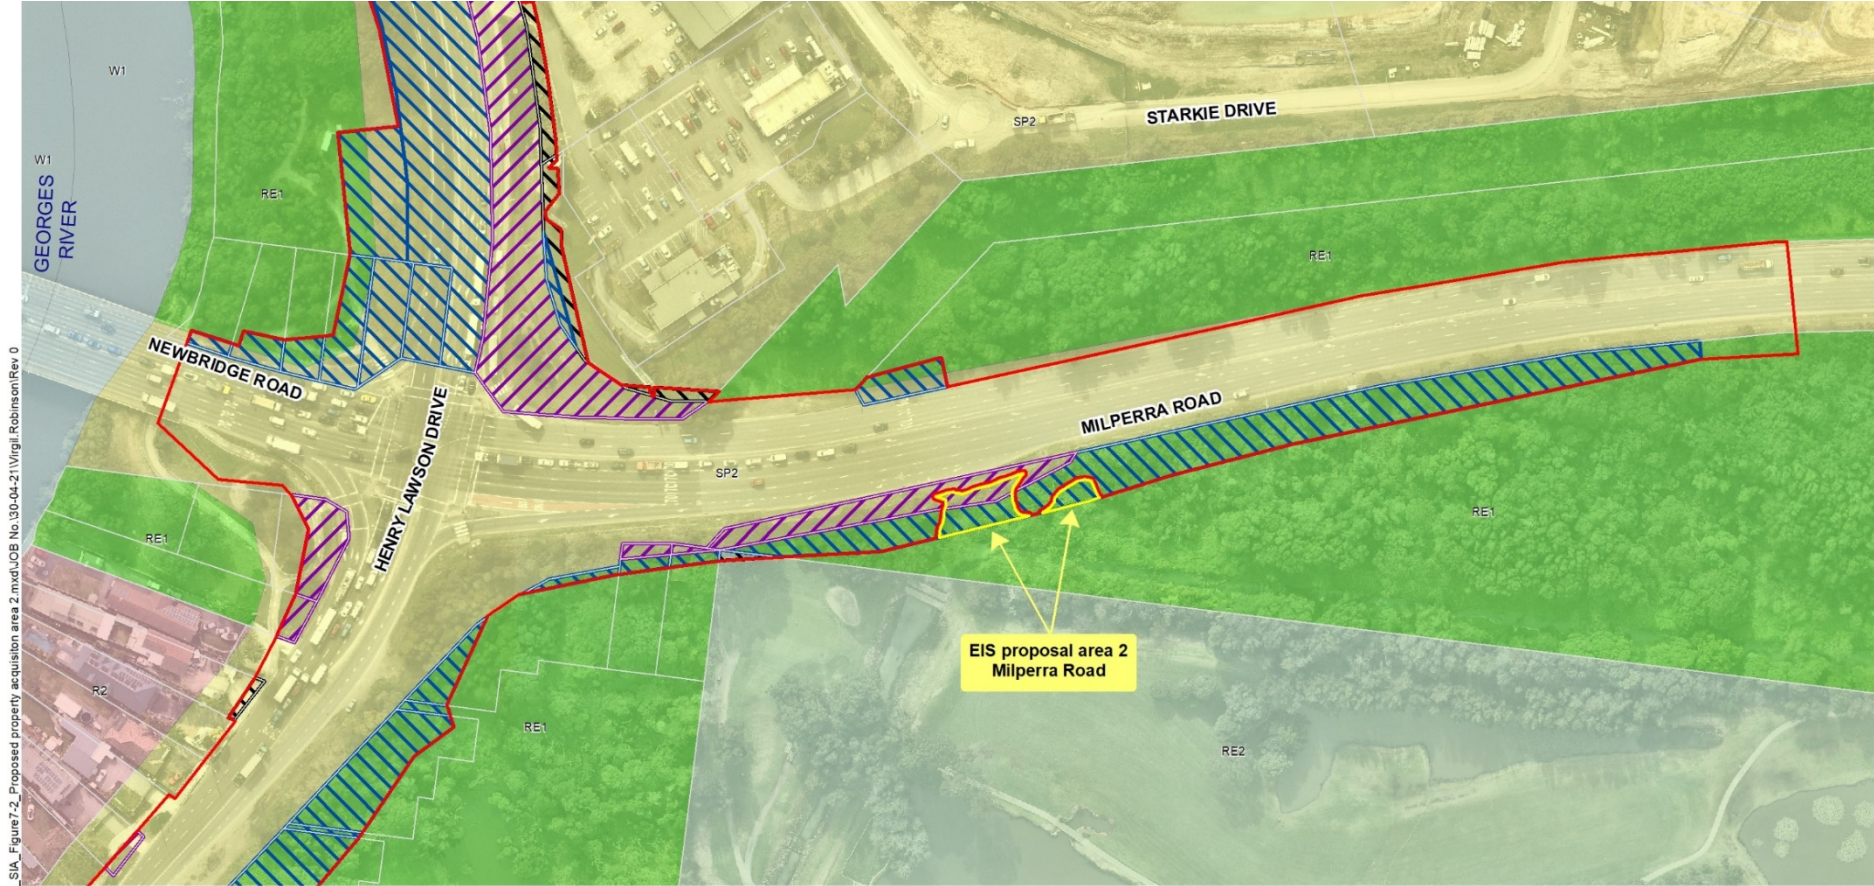 W1
STARKIE DRIVE
SP2
W1
RE1
GEORGES
RIVER
RE1
NEWBRIDGE ROAD
HENRY LAWSON DRIVE
MILPERRA ROAD
SP2
RE1
RE1
EIS proposal area 2
Milperra Road
R2
RE1
RE2
_SIA_Figure7-2_Proposed property acquisiton area 2.mxd\JOB No.\30-04-21\Virgil.Robinson\Rev 0